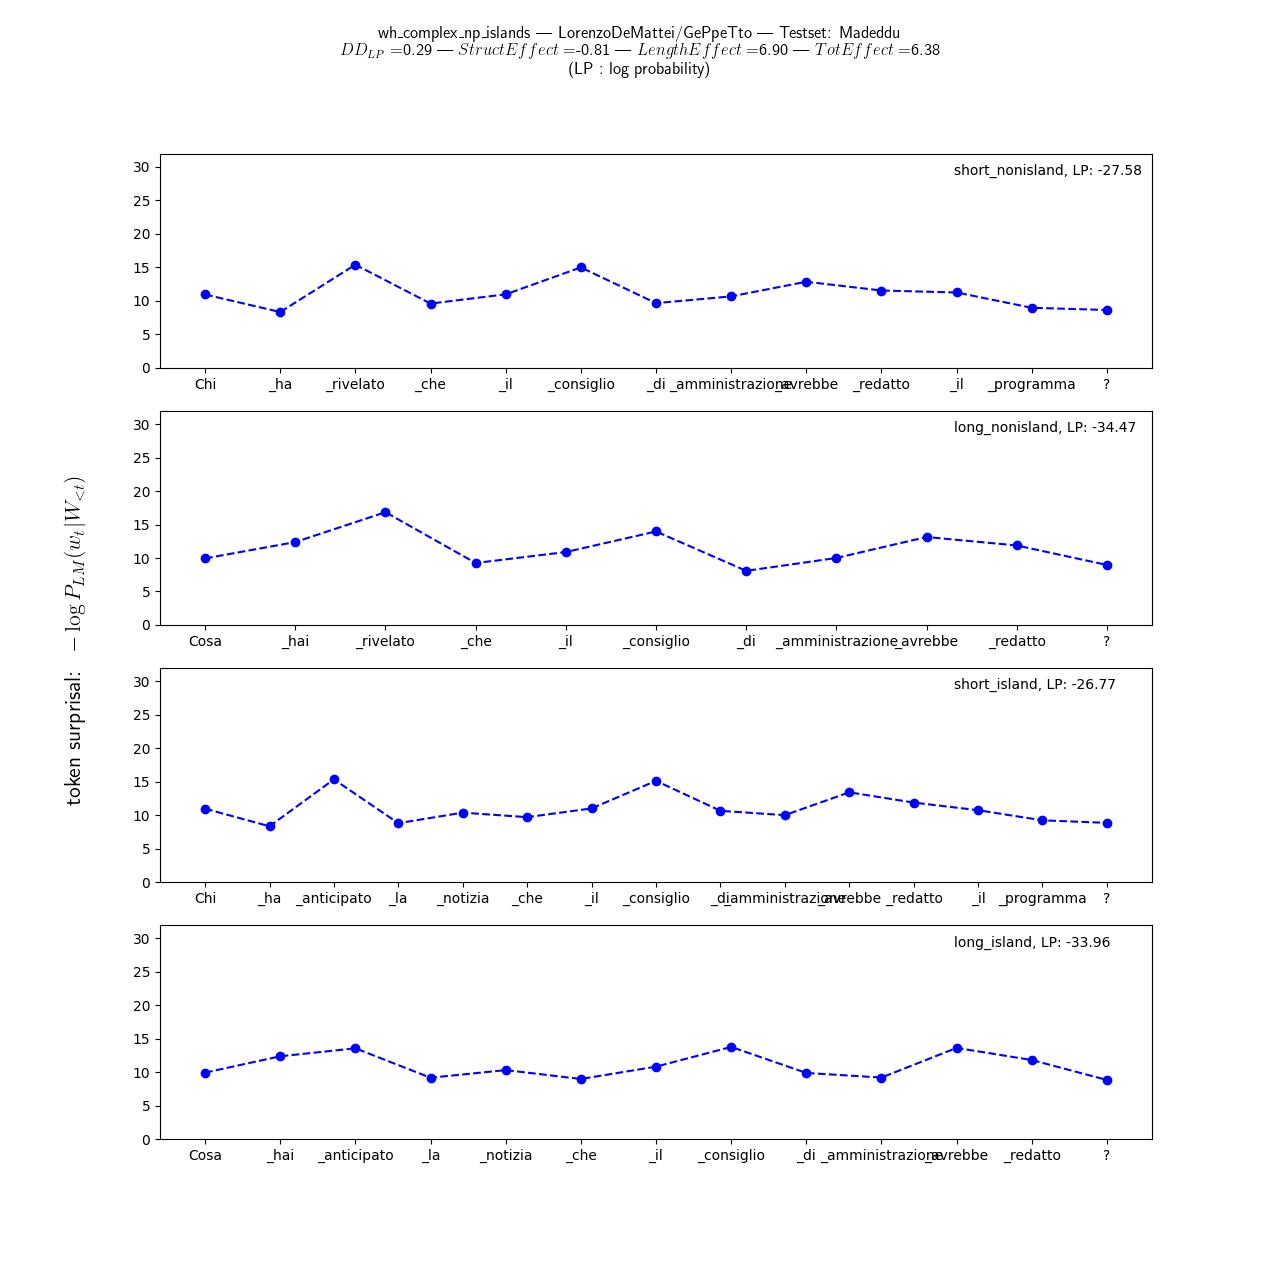 wh_complex_np_islands — LorenzoDeMattei/GePpeTto — Testset: Madeddu
DD_LP =0.29 — StructEffect =-0.81 — LengthEffect =6.90 — TotEffect =6.38
(LP : log probability)
token surprisal: − log P_LM(w_t|W_<t)
30
25
20
15
10
5
0
short_nonisland, LP: -27.58
Chi _ha _rivelato _che _il _consiglio _di _amministrazione _avrebbe _redatto _il _programma ?
30
25
20
15
10
5
0
long_nonisland, LP: -34.47
Cosa _hai _rivelato _che _il _consiglio _di _amministrazione _avrebbe _redatto ?
30
25
20
15
10
5
0
short_island, LP: -26.77
Chi _ha _anticipato _la _notizia _che _il _consiglio _di _amministrazione _avrebbe _redatto _il _programma ?
30
25
20
15
10
5
0
long_island, LP: -33.96
Cosa _hai _anticipato _la _notizia _che _il _consiglio _di _amministrazione _avrebbe _redatto ?